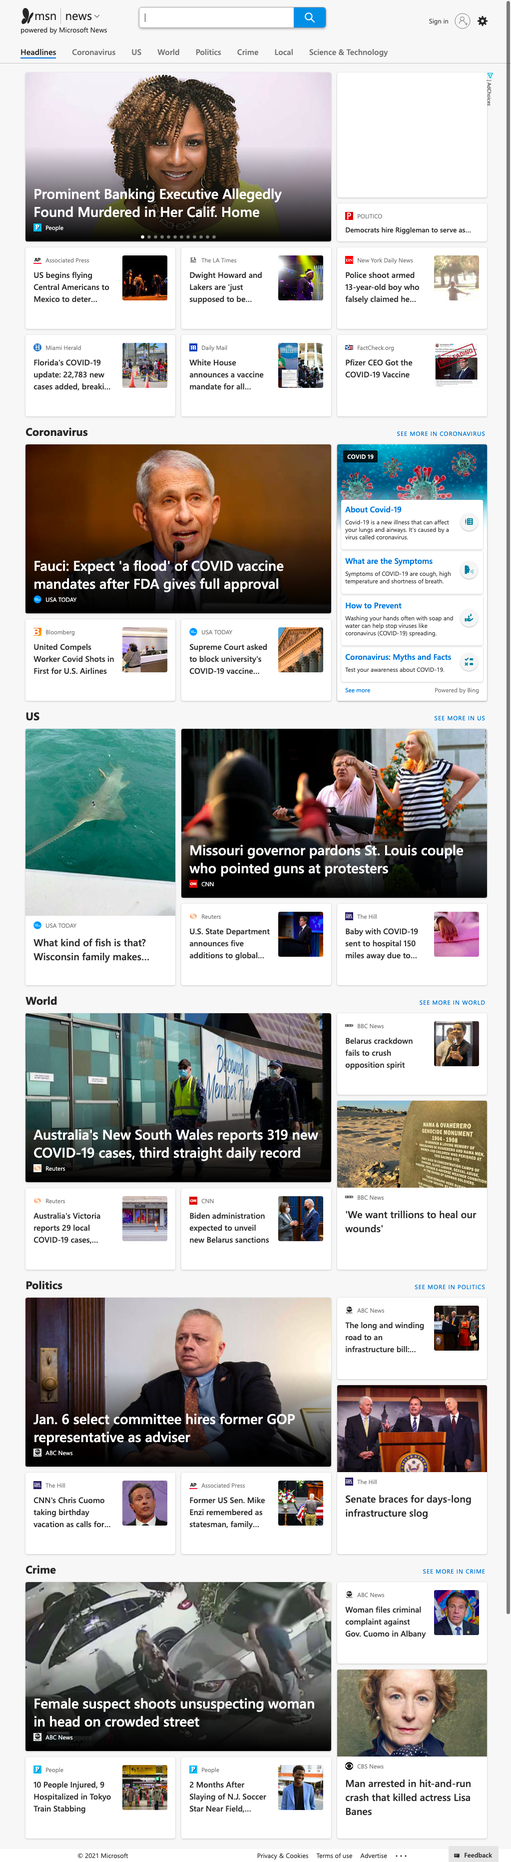 msn | news
powered by Microsoft News
Sign in
Headlines Coronavirus US World Politics Crime Local Science & Technology
AdChoices
Prominent Banking Executive Allegedly
Found Murdered in Her Calif. Home
People
POLITICO
Democrats hire Riggleman to serve as...
Associated Press
US begins flying
Central Americans to
Mexico to deter...
The LA Times
Dwight Howard and
Lakers are 'just
supposed to be...
New York Daily News
Police shoot armed
13-year-old boy who
falsely claimed he...
Miami Herald
Florida's COVID-19
update: 22,783 new
cases added, breaki...
Daily Mail
White House
announces a vaccine
mandate for all...
FactCheck.org
Pfizer CEO Got the
COVID-19 Vaccine
Coronavirus
SEE MORE IN CORONAVIRUS
Fauci: Expect 'a flood' of COVID vaccine
mandates after FDA gives full approval
USA TODAY
COVID 19
About Covid-19
Covid-19 is a new illness that can affect
your lungs and airways. It's caused by a
virus called coronavirus.
What are the Symptoms
Symptoms of COVID-19 are cough, high
temperature and shortness of breath.
How to Prevent
Washing your hands often with soap and
water can help stop viruses like
coronavirus (COVID-19) spreading.
Coronavirus: Myths and Facts
Test your awareness about COVID-19.
See more
Powered by Bing
Bloomberg
United Compels
Worker Covid Shots in
First for U.S. Airlines
USA TODAY
Supreme Court asked
to block university's
COVID-19 vaccine...
US
SEE MORE IN US
USA TODAY
What kind of fish is that?
Wisconsin family makes...
Missouri governor pardons St. Louis couple
who pointed guns at protesters
CNN
Reuters
U.S. State Department
announces five
additions to global...
The Hill
Baby with COVID-19
sent to hospital 150
miles away due to...
World
SEE MORE IN WORLD
Become a
Member
Australia's New South Wales reports 319 new
COVID-19 cases, third straight daily record
Reuters
BBC News
Belarus crackdown
fails to crush
opposition spirit
NAMA & OVAHERERO
GENOCIDE MONUMENT
1904 - 1908
BBC News
'We want trillions to heal our
wounds'
Reuters
Australia's Victoria
reports 29 local
COVID-19 cases,...
CNN
Biden administration
expected to unveil
new Belarus sanctions
Politics
SEE MORE IN POLITICS
Jan. 6 select committee hires former GOP
representative as adviser
ABC News
ABC News
The long and winding
road to an
infrastructure bill:...
The Hill
Senate braces for days-long
infrastructure slog
The Hill
CNN's Chris Cuomo
taking birthday
vacation as calls for...
Associated Press
Former US Sen. Mike
Enzi remembered as
statesman, family...
Crime
SEE MORE IN CRIME
Female suspect shoots unsuspecting woman
in head on crowded street
ABC News
ABC News
Woman files criminal
complaint against
Gov. Cuomo in Albany
CBS News
Man arrested in hit-and-run
crash that killed actress Lisa
Banes
People
10 People Injured, 9
Hospitalized in Tokyo
Train Stabbing
People
2 Months After
Slaying of N.J. Soccer
Star Near Field,...
© 2021 Microsoft
Privacy & Cookies Terms of use Advertise ...
Feedback